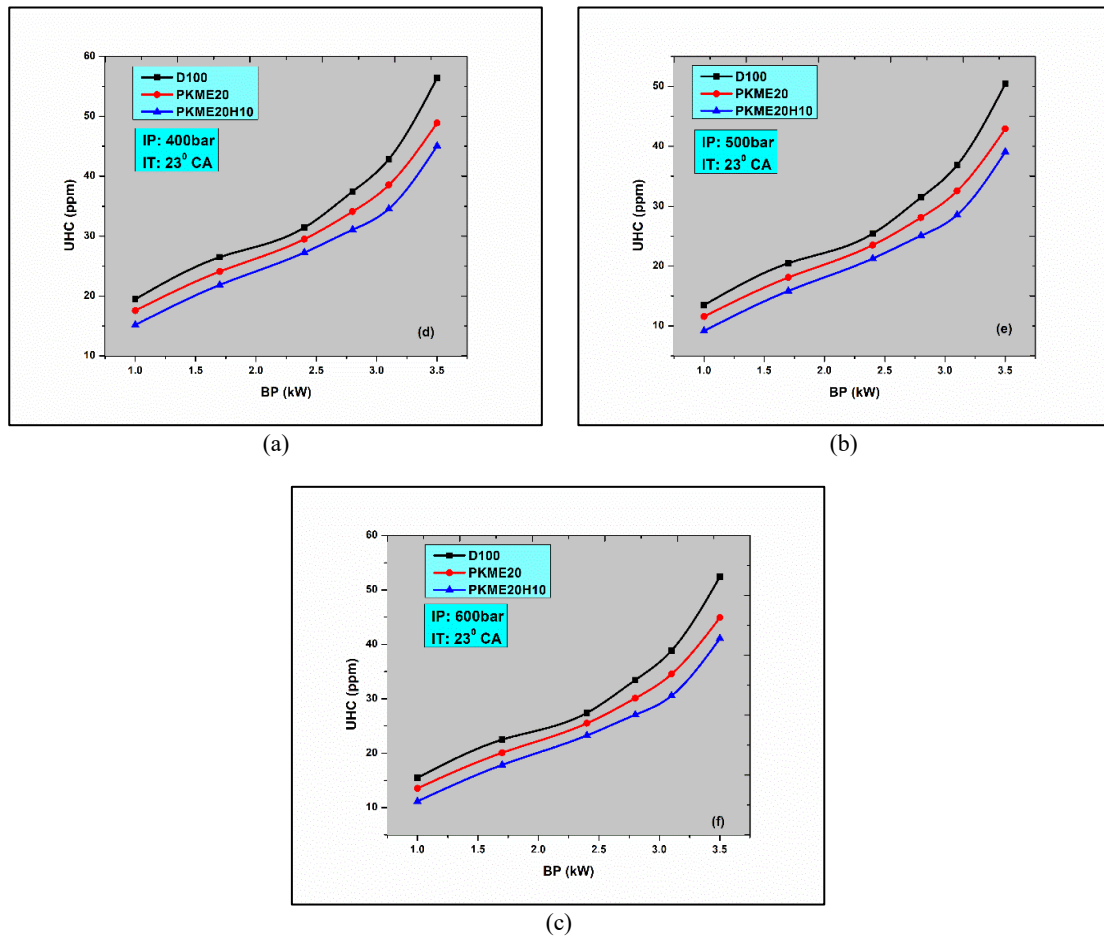 60
50
40
30
20
10
UHC (ppm)
D100
PKME20
PKME20H10
IP: 400bar
IT: 23⁰ CA
(d)
1.0 1.5 2.0 2.5 3.0 3.5
BP (kW)
(a)
50
40
30
20
10
UHC (ppm)
D100
PKME20
PKME20H10
IP: 500bar
IT: 23⁰ CA
(e)
1.0 1.5 2.0 2.5 3.0 3.5
BP (kW)
(b)
60
50
40
30
20
10
UHC (ppm)
D100
PKME20
PKME20H10
IP: 600bar
IT: 23⁰ CA
(f)
1.0 1.5 2.0 2.5 3.0 3.5
BP (kW)
(c)